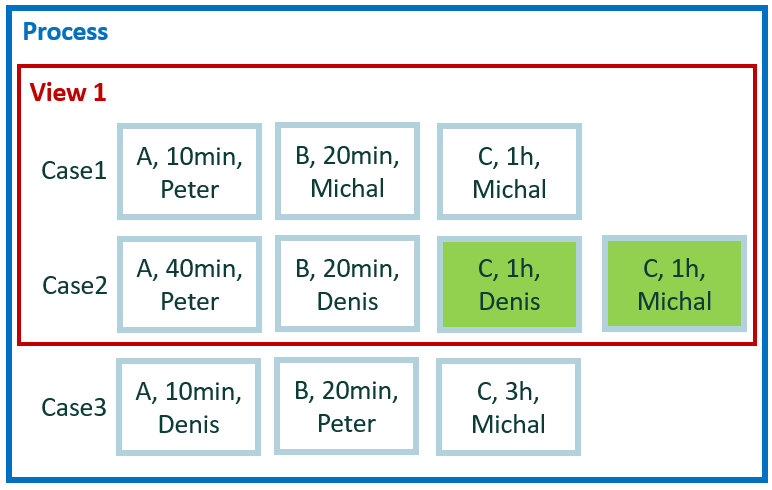 Process
View 1
Case1
A, 10min,
Peter
B, 20min,
Michal
C, 1h,
Michal
Case2
A, 40min,
Peter
B, 20min,
Denis
C, 1h,
Denis
C, 1h,
Michal
Case3
A, 10min,
Denis
B, 20min,
Peter
C, 3h,
Michal